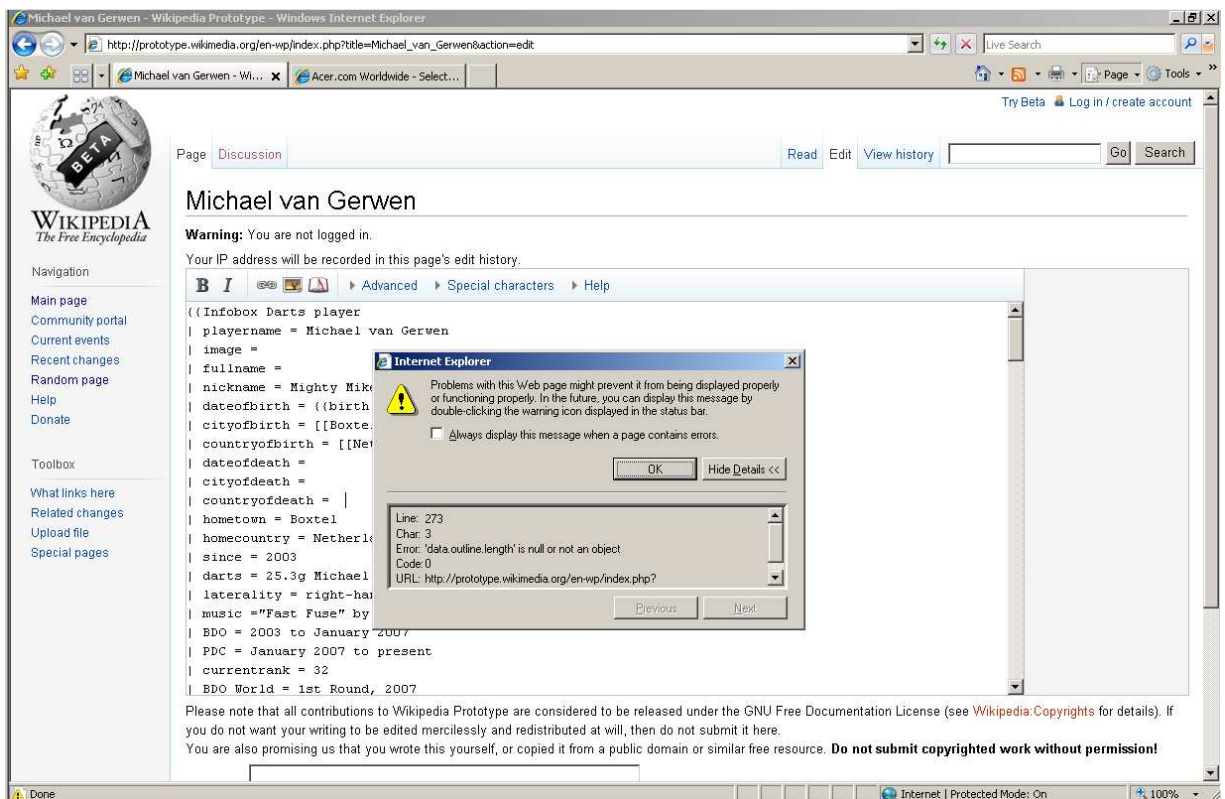 Michael van Gerwen - Wikipedia Prototype - Windows Internet Explorer
http://prototype.wikimedia.org/en-wp/index.php?title=Michael_van_Gerwen&action=edit
Live Search
Michael van Gerwen - Wi...
Acer.com Worldwide - Select...
Page
Tools
Try Beta
Log in / create account
BETA
WIKIPEDIA
The Free Encyclopedia
Page
Discussion
Read
Edit
View history
Go
Search
Michael van Gerwen
Warning: You are not logged in.
Your IP address will be recorded in this page's edit history.
Navigation
Main page
Community portal
Current events
Recent changes
Random page
Help
Donate
Toolbox
What links here
Related changes
Upload file
Special pages
B I
Advanced
Special characters
Help
{{Infobox Darts player
| playername = Michael van Gerwen
| image =
| fullname =
| nickname = Mighty Mike
| dateofbirth = {{birth
| cityofbirth = [[Boxte
| countryofbirth = [[Net
| dateofdeath =
| cityofdeath =
| countryofdeath =
| hometown = Boxtel
| homecountry = Netherla
| since = 2003
| darts = 25.3g Michael
| laterality = right-han
| music ="Fast Fuse" by
| BDO = 2003 to January 2007
| PDC = January 2007 to present
| currentrank = 32
| BDO World = 1st Round, 2007
Internet Explorer
Problems with this Web page might prevent it from being displayed properly
or functioning properly. In the future, you can display this message by
double-clicking the warning icon displayed in the status bar.
Always display this message when a page contains errors.
OK
Hide Details <<
Line: 273
Char: 3
Error: 'data.outline.length' is null or not an object
Code: 0
URL: http://prototype.wikimedia.org/en-wp/index.php?
Previous
Next
Please note that all contributions to Wikipedia Prototype are considered to be released under the GNU Free Documentation License (see Wikipedia:Copyrights for details). If
you do not want your writing to be edited mercilessly and redistributed at will, then do not submit it here.
You are also promising us that you wrote this yourself, or copied it from a public domain or similar free resource. Do not submit copyrighted work without permission!
Done
Internet | Protected Mode: On
100%